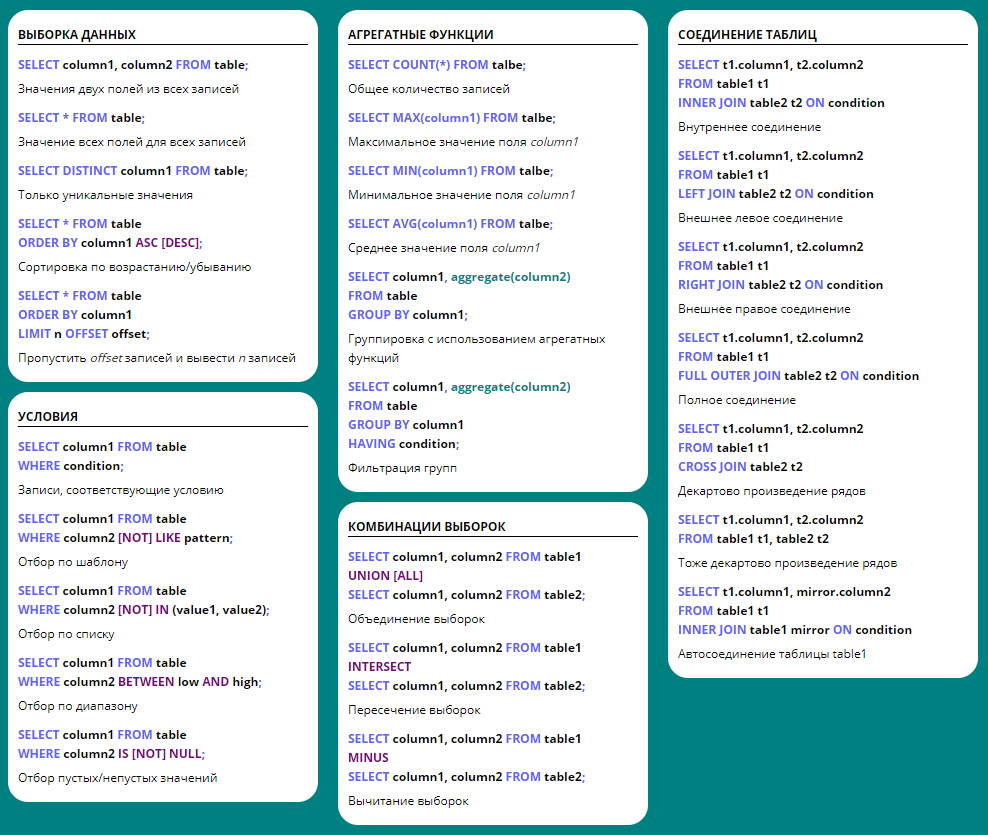 ВЫБОРКА ДАННЫХ
SELECT column1, column2 FROM table;
Значения двух полей из всех записей
SELECT * FROM table;
Значение всех полей для всех записей
SELECT DISTINCT column1 FROM table;
Только уникальные значения
SELECT * FROM table
ORDER BY column1 ASC [DESC];
Сортировка по возрастанию/убыванию
SELECT * FROM table
ORDER BY column1
LIMIT n OFFSET offset;
Пропустить offset записей и вывести n записей
УСЛОВИЯ
SELECT column1 FROM table
WHERE condition;
Записи, соответствующие условию
SELECT column1 FROM table
WHERE column2 [NOT] LIKE pattern;
Отбор по шаблону
SELECT column1 FROM table
WHERE column2 [NOT] IN (value1, value2);
Отбор по списку
SELECT column1 FROM table
WHERE column2 BETWEEN low AND high;
Отбор по диапазону
SELECT column1 FROM table
WHERE column2 IS [NOT] NULL;
Отбор пустых/непустых значений
АГРЕГАТНЫЕ ФУНКЦИИ
SELECT COUNT(*) FROM talbe;
Общее количество записей
SELECT MAX(column1) FROM talbe;
Максимальное значение поля column1
SELECT MIN(column1) FROM talbe;
Минимальное значение поля column1
SELECT AVG(column1) FROM talbe;
Среднее значение поля column1
SELECT column1, aggregate(column2)
FROM table
GROUP BY column1;
Группировка с использованием агрегатных
функций
SELECT column1, aggregate(column2)
FROM table
GROUP BY column1
HAVING condition;
Фильтрация групп
КОМБИНАЦИИ ВЫБОРОК
SELECT column1, column2 FROM table1
UNION [ALL]
SELECT column1, column2 FROM table2;
Объединение выборок
SELECT column1, column2 FROM table1
INTERSECT
SELECT column1, column2 FROM table2;
Пересечение выборок
SELECT column1, column2 FROM table1
MINUS
SELECT column1, column2 FROM table2;
Вычитание выборок
СОЕДИНЕНИЕ ТАБЛИЦ
SELECT t1.column1, t2.column2
FROM table1 t1
INNER JOIN table2 t2 ON condition
Внутреннее соединение
SELECT t1.column1, t2.column2
FROM table1 t1
LEFT JOIN table2 t2 ON condition
Внешнее левое соединение
SELECT t1.column1, t2.column2
FROM table1 t1
RIGHT JOIN table2 t2 ON condition
Внешнее правое соединение
SELECT t1.column1, t2.column2
FROM table1 t1
FULL OUTER JOIN table2 t2 ON condition
Полное соединение
SELECT t1.column1, t2.column2
FROM table1 t1
CROSS JOIN table2 t2
Декартово произведение рядов
SELECT t1.column1, t2.column2
FROM table1 t1, table2 t2
Тоже декартово произведение рядов
SELECT t1.column1, mirror.column2
FROM table1 t1
INNER JOIN table1 mirror ON condition
Автосоединение таблицы table1